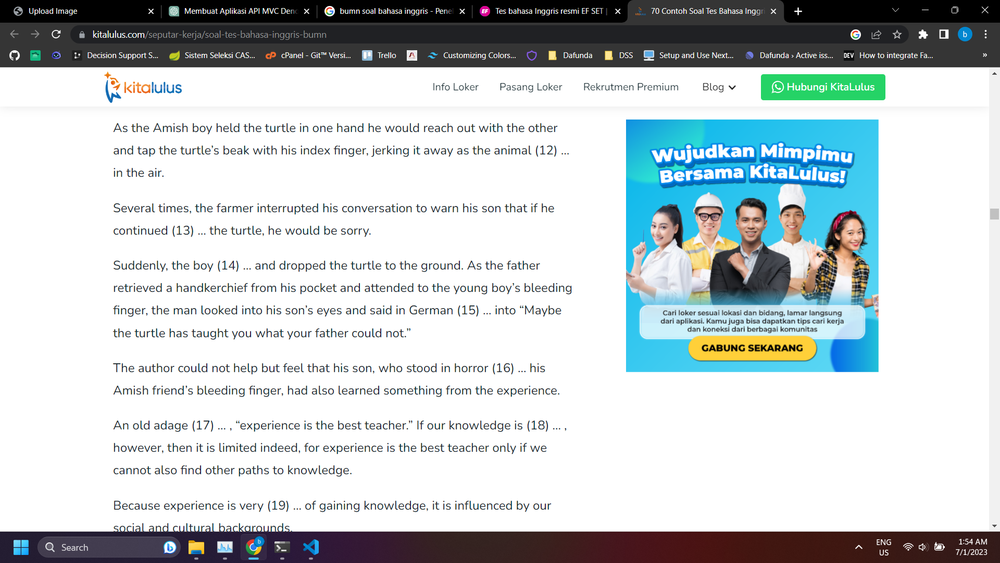 Upload Image
Membuat Aplikasi API MVC Deno
bumn soal bahasa inggris - Pene
Tes bahasa Inggris resmi EF SET |
70 Contoh Soal Tes Bahasa Inggri
kitalulus.com/seputar-kerja/soal-tes-bahasa-inggris-bumn
b
Decision Support S...
Sistem Seleksi CAS...
cPanel - Git™ Versi...
Trello
Customizing Colors...
Dafunda
DSS
Setup and Use Next...
Dafunda › Active iss...
DEV
How to integrate Fa...
»
kitalulus
Info Loker
Pasang Loker
Rekrutmen Premium
Blog
Hubungi KitaLulus
As the Amish boy held the turtle in one hand he would reach out with the other
and tap the turtle’s beak with his index finger, jerking it away as the animal (12) …
in the air.
Several times, the farmer interrupted his conversation to warn his son that if he
continued (13) … the turtle, he would be sorry.
Suddenly, the boy (14) … and dropped the turtle to the ground. As the father
retrieved a handkerchief from his pocket and attended to the young boy’s bleeding
finger, the man looked into his son’s eyes and said in German (15) … into “Maybe
the turtle has taught you what your father could not.”
The author could not help but feel that his son, who stood in horror (16) … his
Amish friend’s bleeding finger, had also learned something from the experience.
An old adage (17) … , “experience is the best teacher.” If our knowledge is (18) … ,
however, then it is limited indeed, for experience is the best teacher only if we
cannot also find other paths to knowledge.
Because experience is very (19) … of gaining knowledge, it is influenced by our
social and cultural backgrounds.
Wujudkan Mimpimu
Bersama KitaLulus!
Cari loker sesuai lokasi dan bidang, lamar langsung
dari aplikasi. Kamu juga bisa dapatkan tips cari kerja
dan koneksi dari berbagai komunitas
GABUNG SEKARANG
Search
ENG
US
1:54 AM
7/1/2023